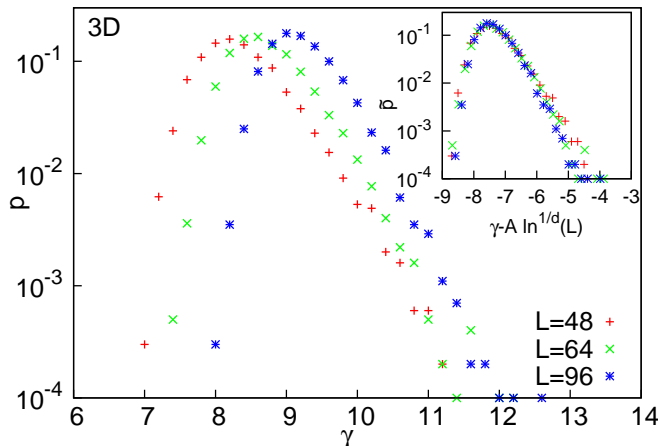 3D
p
10⁻¹
10⁻²
10⁻³
10⁻⁴
6 7 8 9 10 11 12 13 14
γ
p̃
10⁻¹
10⁻²
10⁻³
10⁻⁴
-9 -8 -7 -6 -5 -4 -3
γ-A ln^{1/d}(L)
L=48
L=64
L=96